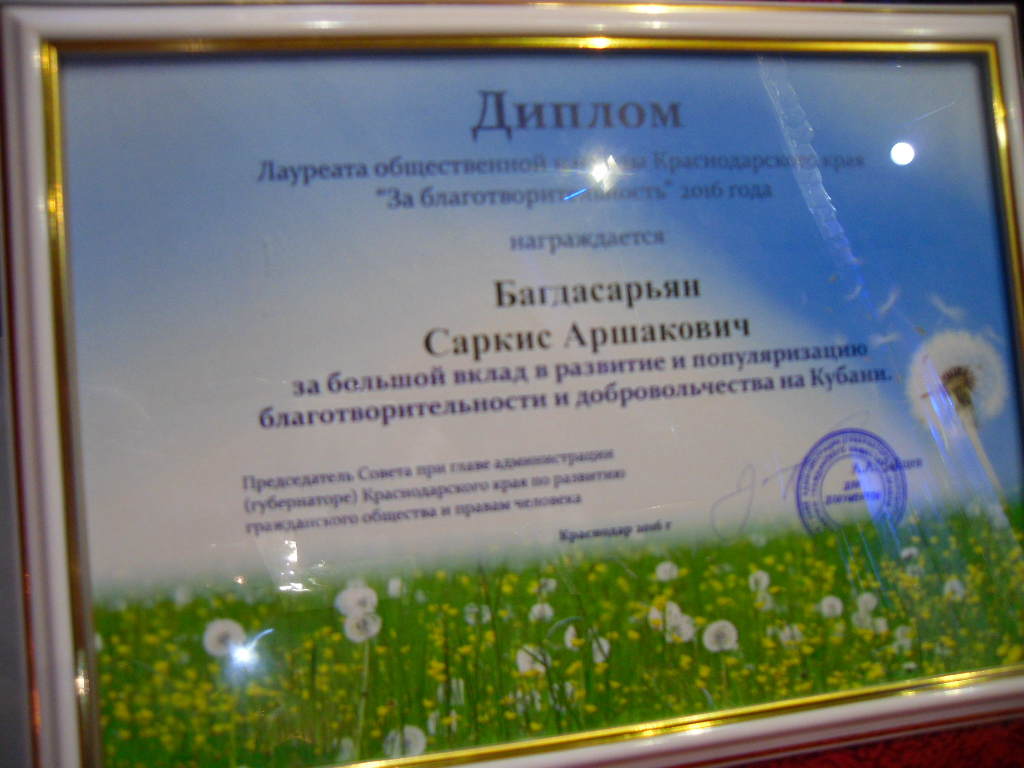 Диплом
Лауреата общественной премии Краснодарского края
"За благотворительность" 2016 года
награждается
Багдасарьян
Саркис Аршакович
за большой вклад в развитие и популяризацию
благотворительности и добровольчества на Кубани.
Председатель Совета при главе администрации
(губернаторе) Краснодарского края по развитию
гражданского общества и правам человека
Краснодар 2016 г
ДЛЯ
ДОКУМЕНТОВ